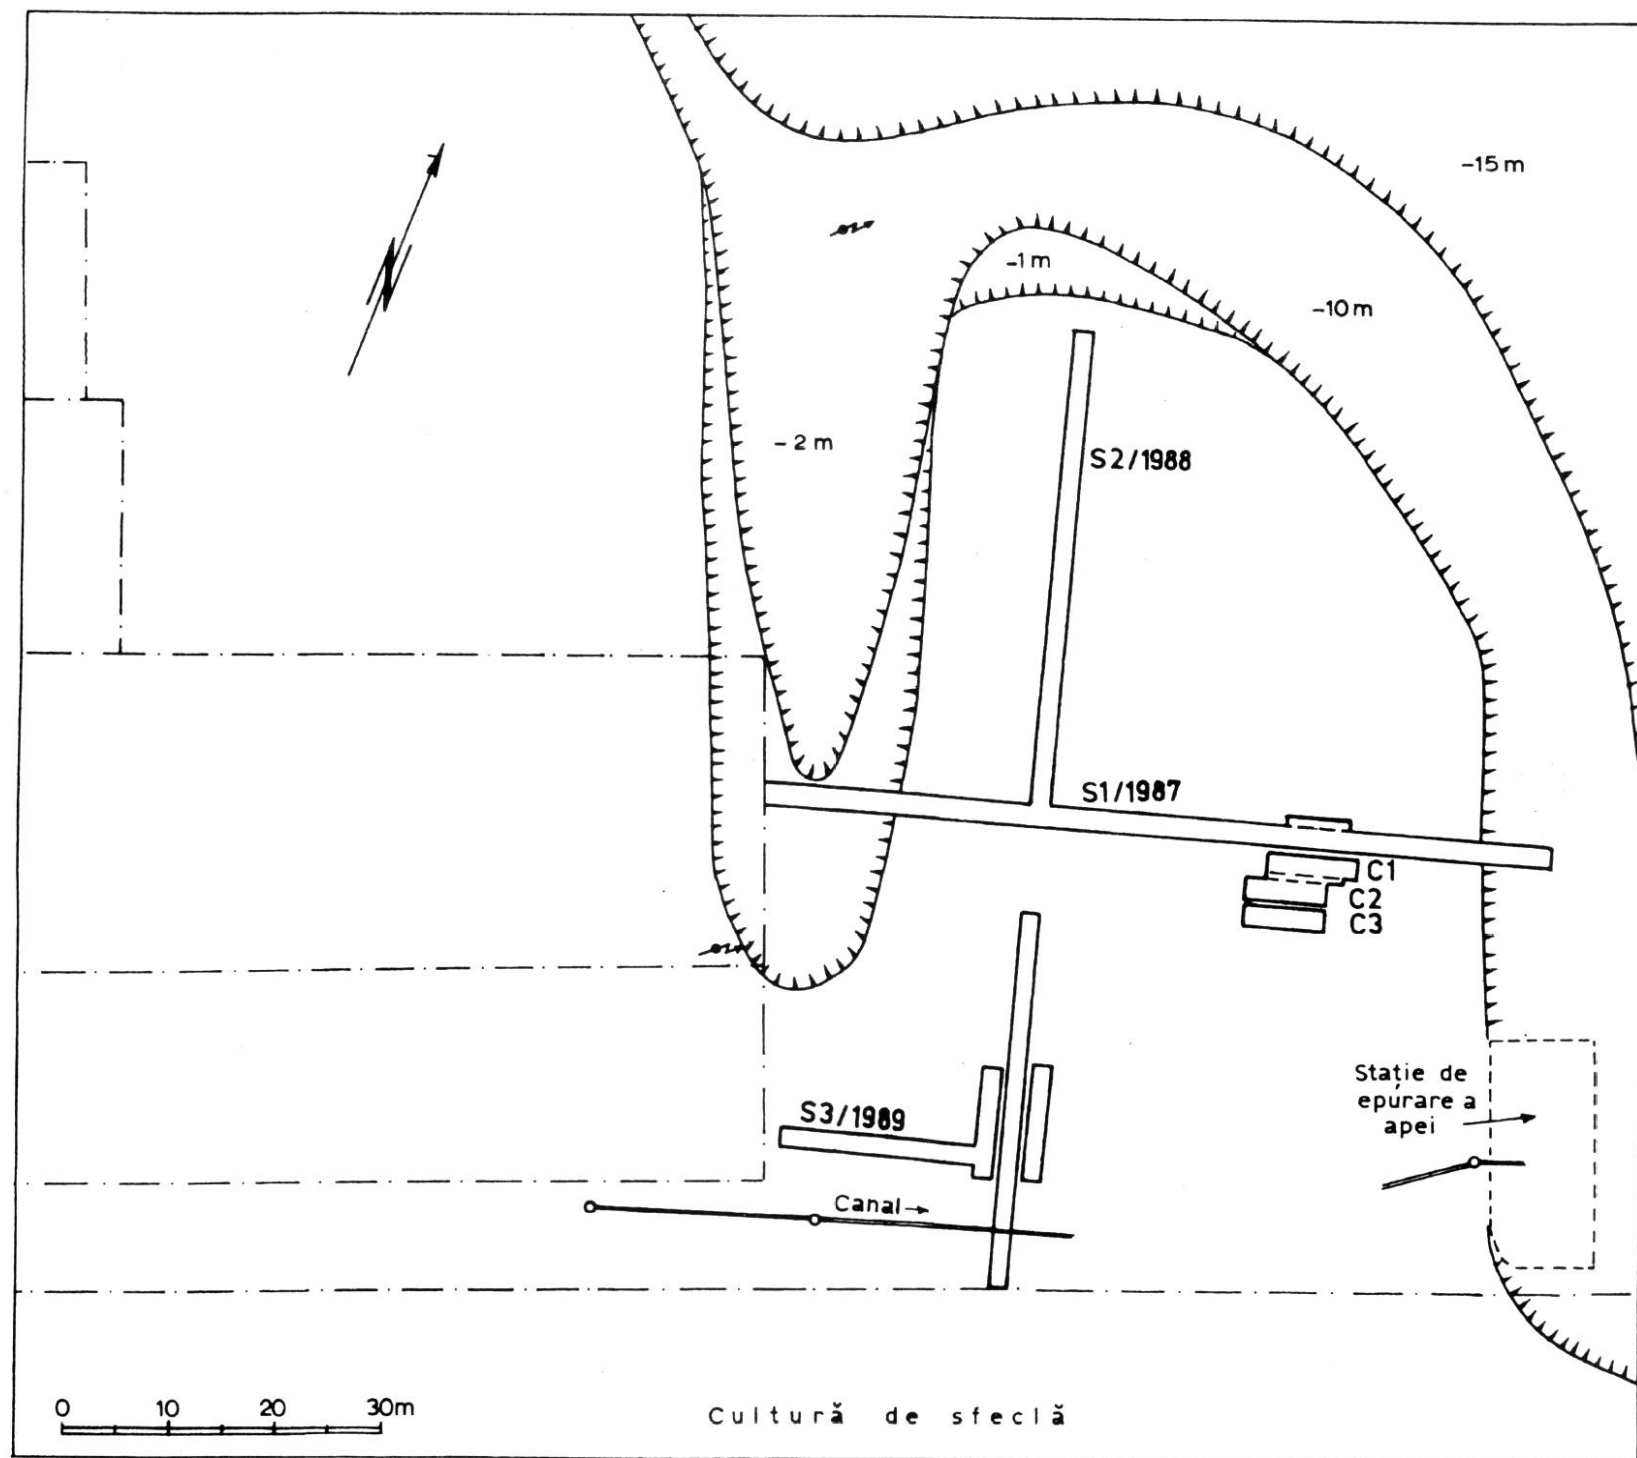 -15 m
-1 m
-10 m
- 2 m
S2/1988
S1/1987
C1
C2
C3
Stație de
epurare a
apei
S3/1989
Canal→
0 10 20 30m
Cultură de sfeclă